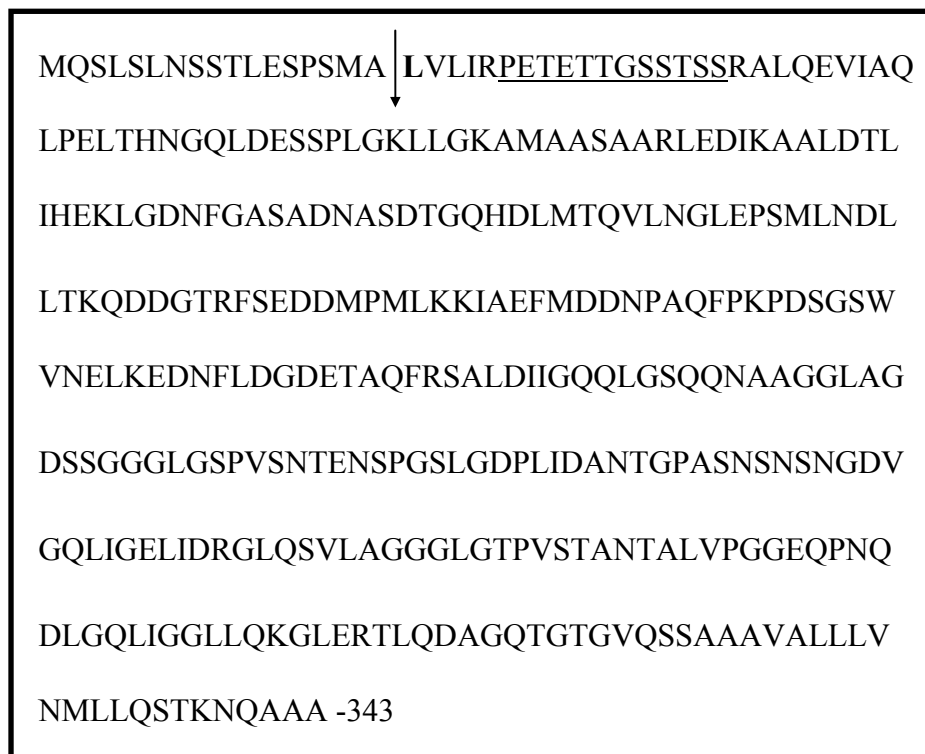 MQSLSLNSSTLESPSMA LVLIRPETETTGSSTSSRALQEVIAQ
LPELTHNGQLDESSPLGKLLGKAMAASAARLEDIKAALDTL
IHEKLGDNFGASADNASDTGQHDLMTQVLNGLEPSMLNDL
LTKQDDGTRFSEDDMPMLKKIAEFMDDNPAQFPKPDSGSW
VNELKEDNFLDGDETAQFRSALDIIGQQLGSQQNAAGGLAG
DSSGGGLGSPVSNTENSPGSLGDPLIDANTGPASNSNSNGDV
GQLIGELIDRGLQSVLAGGGLGTPVSTANTALVPGGEQPNQ
DLGQLIGGLLQKGLERTLQDAGQTGTGVQSSAAAVALLLV
NMLLQSTKNQAAA -343